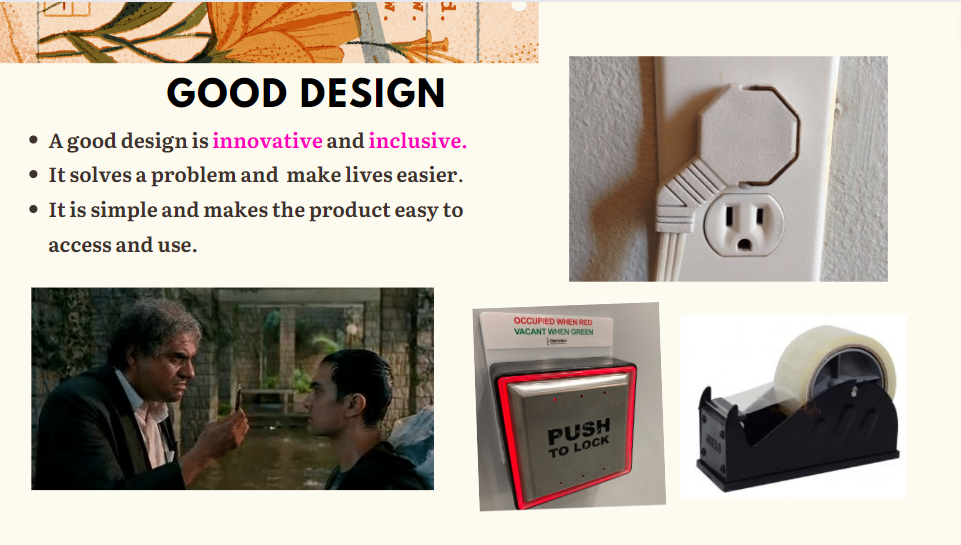 GOOD DESIGN
A good design is innovative and inclusive.
It solves a problem and make lives easier.
It is simple and makes the product easy to
access and use.
OCCUPIED WHEN RED
VACANT WHEN GREEN
PUSH
TO LOCK